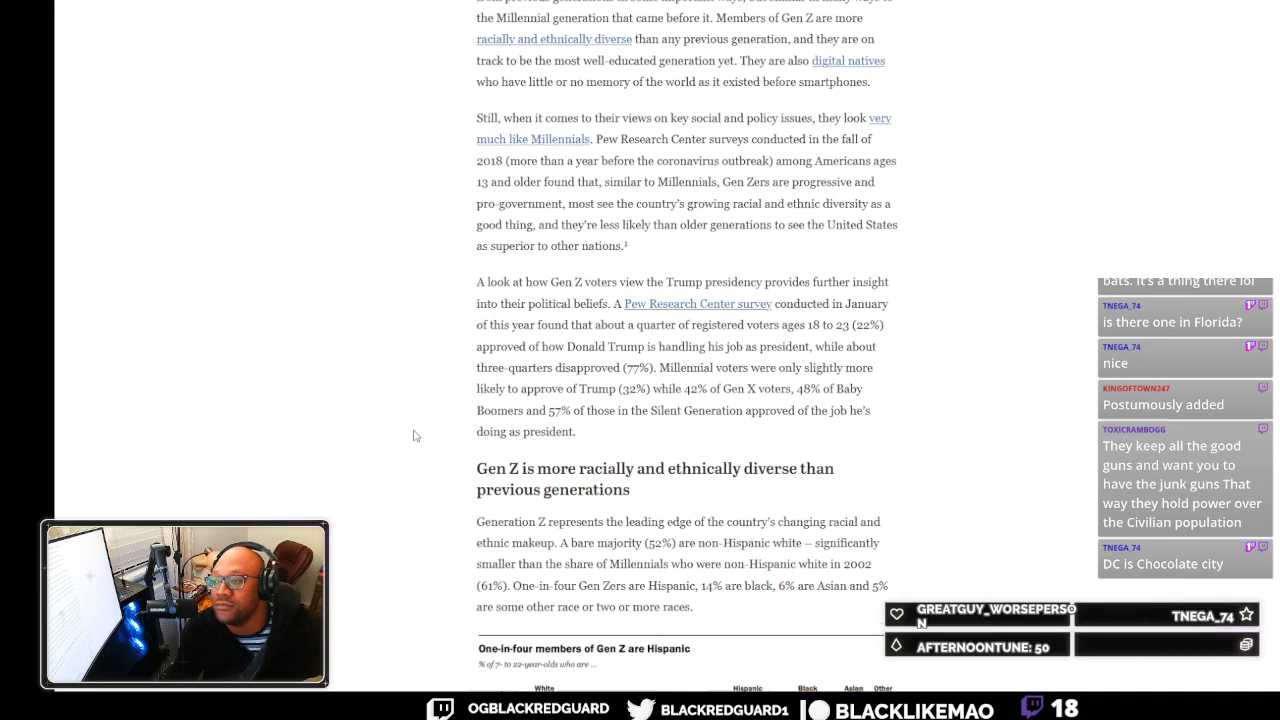 the Millennial generation that came before it. Members of Gen Z are more
racially and ethnically diverse than any previous generation, and they are on
track to be the most well-educated generation yet. They are also digital natives
who have little or no memory of the world as it existed before smartphones.
Still, when it comes to their views on key social and policy issues, they look very
much like Millennials. Pew Research Center surveys conducted in the fall of
2018 (more than a year before the coronavirus outbreak) among Americans ages
13 and older found that, similar to Millennials, Gen Zers are progressive and
pro-government, most see the country's growing racial and ethnic diversity as a
good thing, and they're less likely than older generations to see the United States
as superior to other nations.1
A look at how Gen Z voters view the Trump presidency provides further insight
into their political beliefs. A Pew Research Center survey conducted in January
of this year found that about a quarter of registered voters ages 18 to 23 (22%)
approved of how Donald Trump is handling his job as president, while about
three-quarters disapproved (77%). Millennial voters were only slightly more
likely to approve of Trump (32%) while 42% of Gen X voters, 48% of Baby
Boomers and 57% of those in the Silent Generation approved of the job he's
doing as president.
Gen Z is more racially and ethnically diverse than
previous generations
Generation Z represents the leading edge of the country's changing racial and
ethnic makeup. A bare majority (52%) are non-Hispanic white – significantly
smaller than the share of Millennials who were non-Hispanic white in 2002
(61%). One-in-four Gen Zers are Hispanic, 14% are black, 6% are Asian and 5%
are some other race or two or more races.
One-in-four members of Gen Z are Hispanic
% of 7- to 22-year-olds who are ...
White Hispanic Black Asian Other
bats. It's a thing there lol
TNEGA_74
is there one in Florida?
TNEGA_74
nice
KINGOFTOWN247
Postumously added
TOXICRAMBOGG
They keep all the good
guns and want you to
have the junk guns That
way they hold power over
the Civilian population
TNEGA_74
DC is Chocolate city
GREATGUY_WORSEPERSO
N
TNEGA_74
AFTERNOONTUNE: 50
OGBLACKREDGUARD BLACKREDGUARD1 BLACKLIKEMAO 18